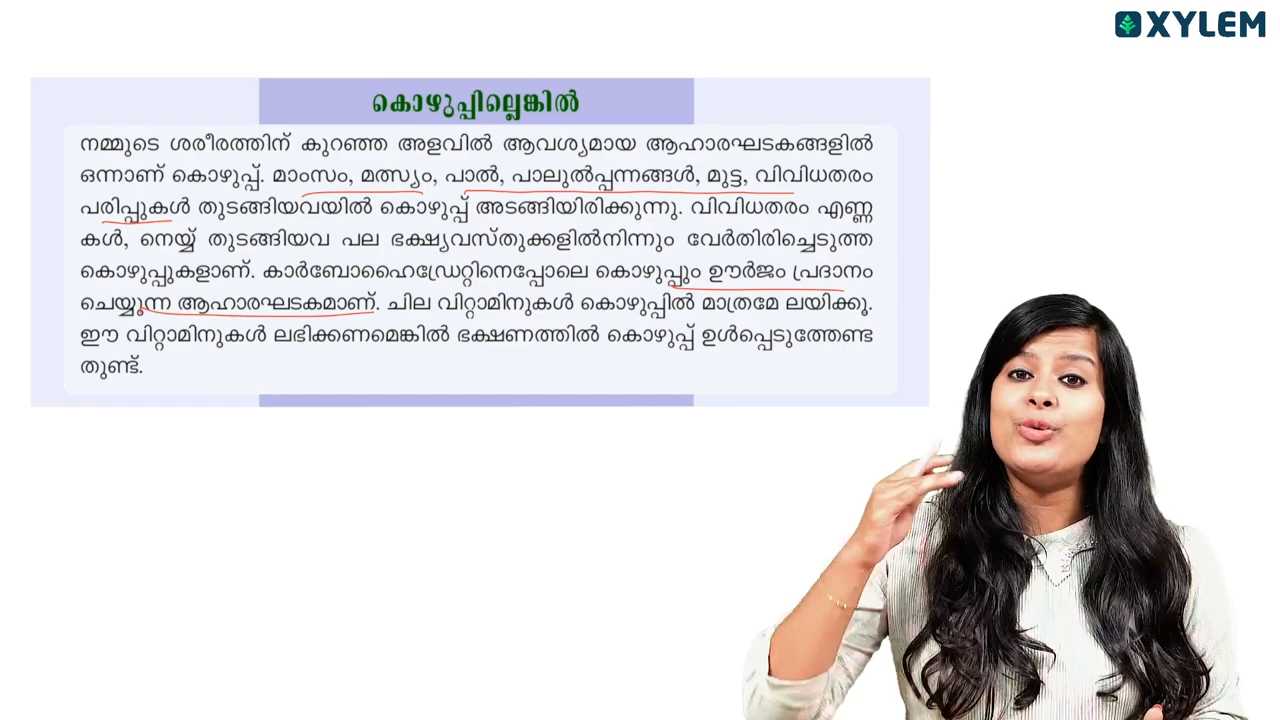 XYLEM
കൊഴുപ്പില്ലെങ്കിൽ
നമ്മുടെ ശരീരത്തിന് കുറഞ്ഞ അളവിൽ ആവശ്യമായ ആഹാരഘടകങ്ങളിൽ
ഒന്നാണ് കൊഴുപ്പ്. മാംസം, മത്സ്യം, പാൽ, പാലുൽപ്പന്നങ്ങൾ, മുട്ട, വിവിധതരം
പരിപ്പുകൾ തുടങ്ങിയവയിൽ കൊഴുപ്പ് അടങ്ങിയിരിക്കുന്നു. വിവിധതരം എണ്ണ
കൾ, നെയ്യ് തുടങ്ങിയവ പല ഭക്ഷ്യവസ്തുക്കളിൽനിന്നും വേർതിരിച്ചെടുത്ത
കൊഴുപ്പുകളാണ്. കാർബോഹൈഡ്രേറ്റിനെപ്പോലെ കൊഴുപ്പും ഊർജം പ്രദാനം
ചെയ്യുന്ന ആഹാരഘടകമാണ്. ചില വിറ്റാമിനുകൾ കൊഴുപ്പിൽ മാത്രമേ ലയിക്കൂ.
ഈ വിറ്റാമിനുകൾ ലഭിക്കണമെങ്കിൽ ഭക്ഷണത്തിൽ കൊഴുപ്പ് ഉൾപ്പെടുത്തേണ്ട
തുണ്ട്.